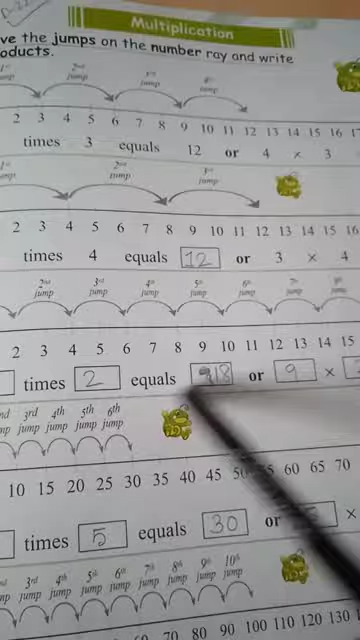 Multiplication
ve the jumps on the number ray and write
oducts.
1st jump 2nd jump 3rd jump 4th jump
2 3 4 5 6 7 8 9 10 11 12 13 14 15 16 17
times 3 equals 12 or 4 × 3
1st jump 2nd jump 3rd jump
2 3 4 5 6 7 8 9 10 11 12 13 14 15 16
times 4 equals 12 or 3 × 4
2nd jump 3rd jump 4th jump 5th jump 6th jump 7th jump 8th jump
2 3 4 5 6 7 8 9 10 11 12 13 14 15
times 2 equals 18 or 9 ×
nd mp 3rd jump 4th jump 5th jump 6th jump
10 15 20 25 30 35 40 45 55 60 65 70
times 5 equals 30 or ×
nd mp 3rd jump 4th jump 5th jump 6th jump 7th jump 8th jump 9th jump 10th jump
60 70 80 90 100 110 120 130